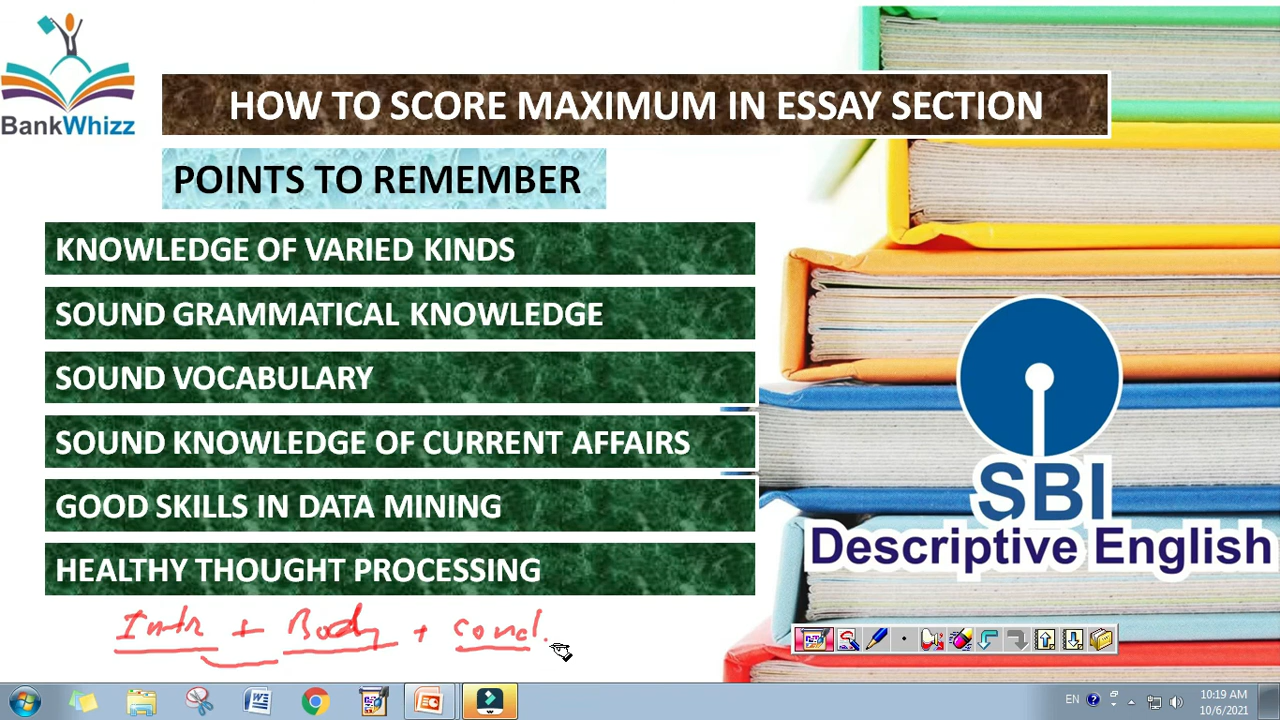 BankWhizz
HOW TO SCORE MAXIMUM IN ESSAY SECTION
POINTS TO REMEMBER
KNOWLEDGE OF VARIED KINDS
SOUND GRAMMATICAL KNOWLEDGE
SOUND VOCABULARY
SOUND KNOWLEDGE OF CURRENT AFFAIRS
GOOD SKILLS IN DATA MINING
HEALTHY THOUGHT PROCESSING
SBI
Descriptive English
Intr + Body + concl.
EN
10:19 AM
10/6/2021